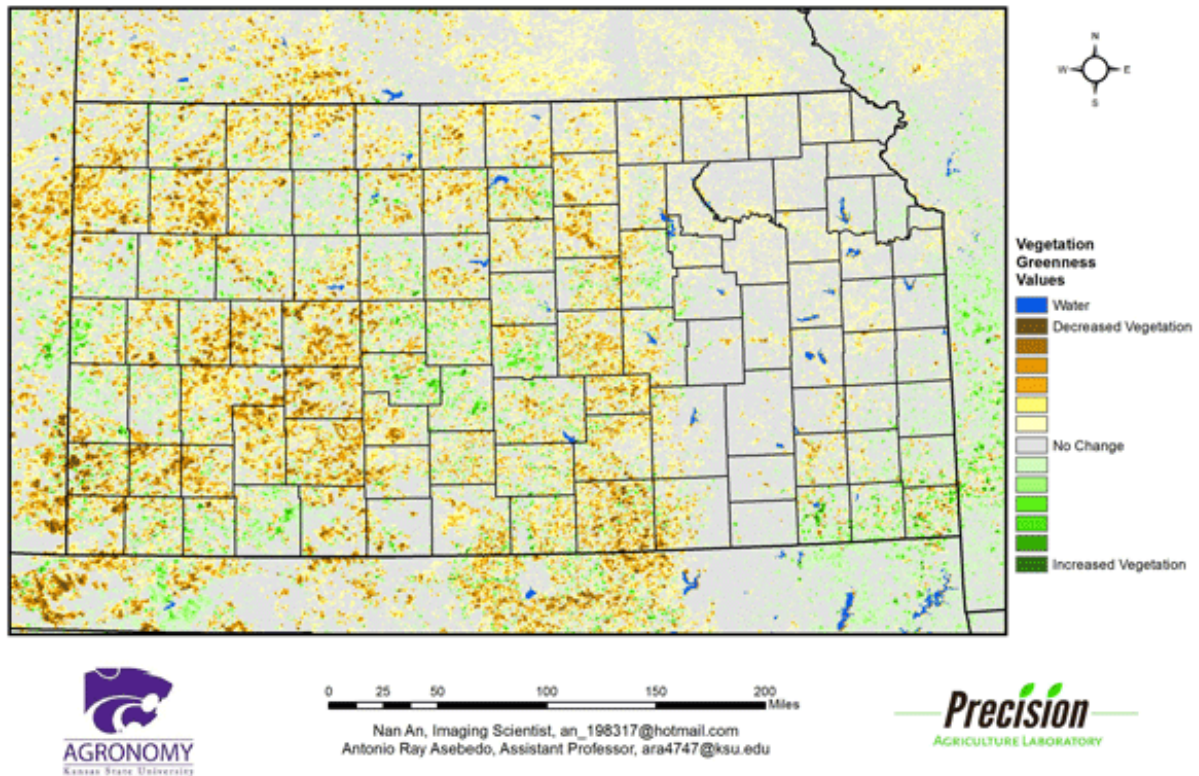 N
W E
S
Vegetation
Greenness
Values
Water
Decreased Vegetation
No Change
Increased Vegetation
0 25 50 100 150 200
Miles
Nan An, Imaging Scientist, an_198317@hotmail.com
Antonio Ray Asebedo, Assistant Professor, ara4747@ksu.edu
AGRONOMY
Kansas State University
Precision
AGRICULTURE LABORATORY